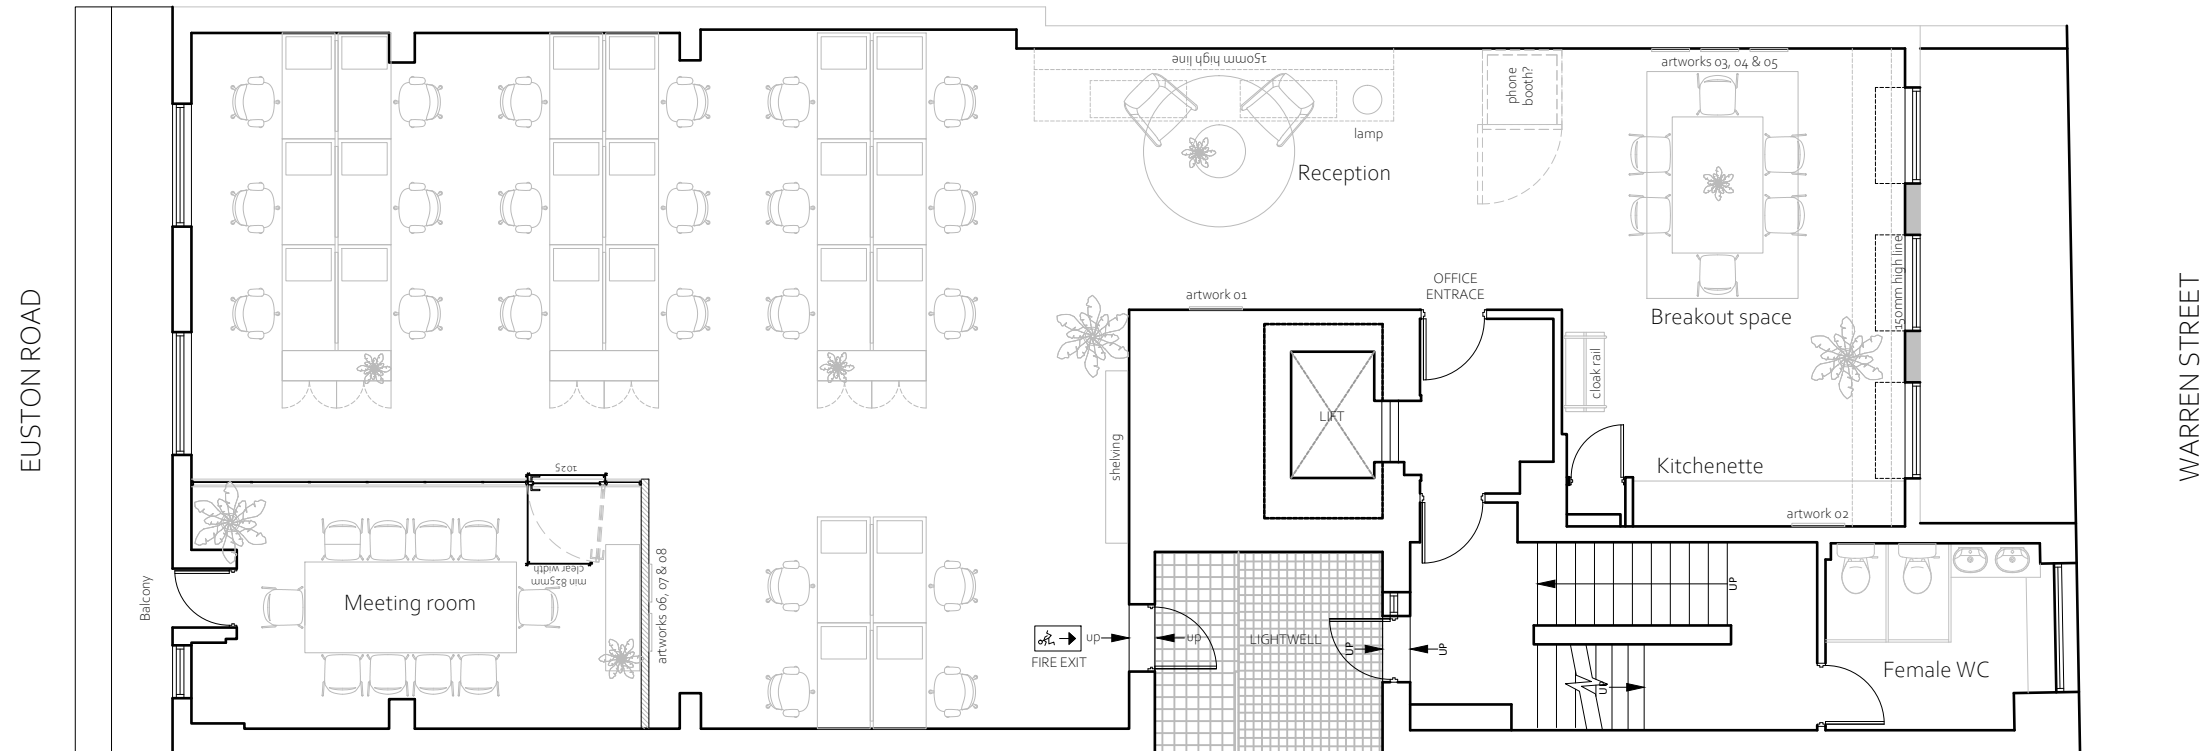 150mm high line
artworks 03, 04 & 05
phone
booth?
lamp
Reception
OFFICE
ENTRACE
artwork 01
Breakout space
150mm high line
EUSTON ROAD
WARREN STREET
cloak rail
LIFT
shelving
Kitchenette
1025
artwork 02
min 825mm
clear width
Balcony
Meeting room
artworks 06, 07 & 08
up
up
LIGHTWELL
UP
UP
UP
UP
FIRE EXIT
Female WC